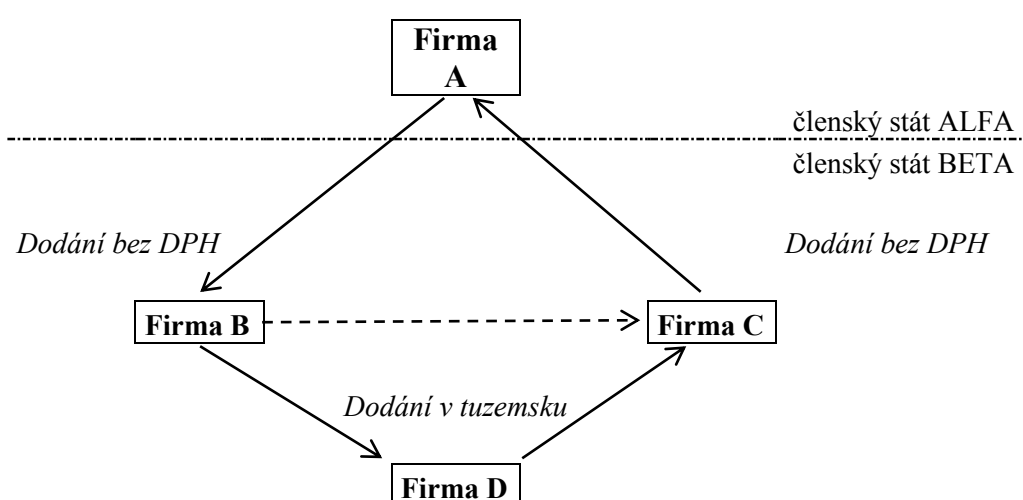 Firma
A
členský stát ALFA
členský stát BETA
Dodání bez DPH
Dodání bez DPH
Firma B
Firma C
Dodání v tuzemsku
Firma D